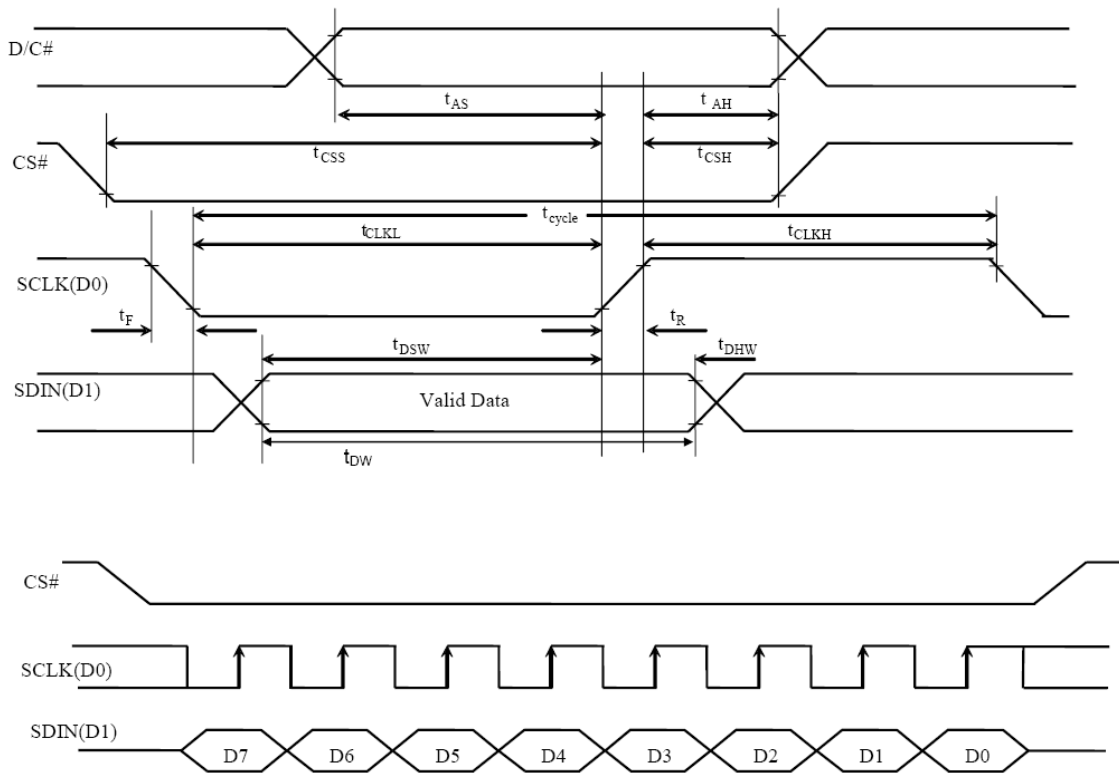 D/C#
tAS
t AH
CS#
tCSS
tCSH
tcycle
tCLKL
tCLKH
SCLK(D0)
tF
tR
tDSW
tDHW
SDIN(D1)
Valid Data
tDW
CS#
SCLK(D0)
SDIN(D1)
D7 D6 D5 D4 D3 D2 D1 D0